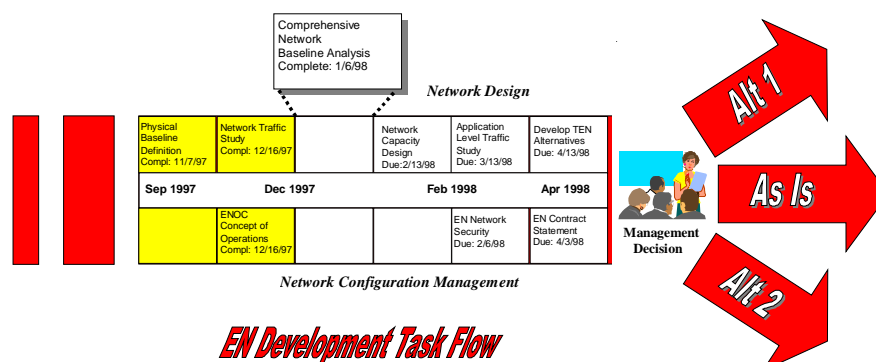 Comprehensive
Network
Baseline Analysis
Complete: 1/6/98
Network Design
Physical
Baseline
Definition
Compl: 11/7/97
Network Traffic
Study
Compl: 12/16/97
Network
Capacity
Design
Due:2/13/98
Application
Level Traffic
Study
Due: 3/13/98
Develop TEN
Alternatives
Due: 4/13/98
Sep 1997
Dec 1997
Feb 1998
Apr 1998
ENOC
Concept of
Operations
Compl: 12/16/97
EN Network
Security
Due: 2/6/98
EN Contract
Statement
Due: 4/3/98
Network Configuration Management
Management
Decision
Alt 1
As Is
Alt 2
EN Development Task Flow